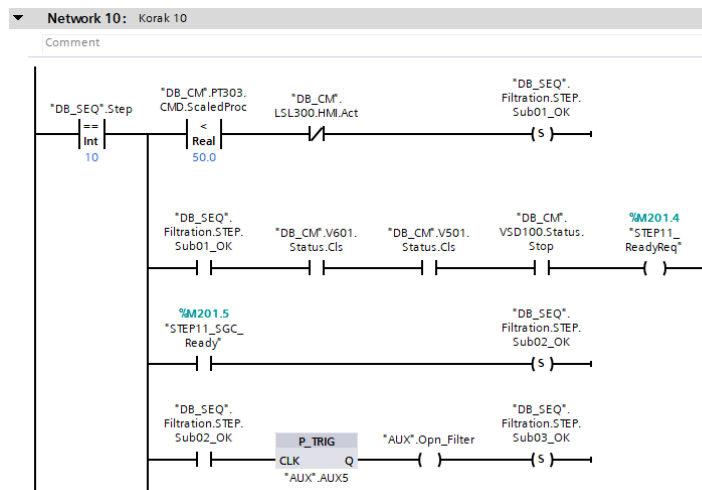 Network 10: Korak 10
Comment
"DB_SEQ".Step
==
Int
10
"DB_CM".PT303.
CMD.ScaledProc
<
Real
50.0
"DB_CM".
LSL300.HMI.Act
"DB_SEQ".
Filtration.STEP.
Sub01_OK
S
"DB_SEQ".
Filtration.STEP.
Sub01_OK
"DB_CM".V601.
Status.Cls
"DB_CM".V501.
Status.Cls
"DB_CM".
VSD100.Status.
Stop
%M201.4
"STEP11_
ReadyReq"
%M201.5
"STEP11_SGC_
Ready"
"DB_SEQ".
Filtration.STEP.
Sub02_OK
S
"DB_SEQ".
Filtration.STEP.
Sub02_OK
P_TRIG
CLK Q
"AUX".AUX5
"AUX".Opn_Filter
"DB_SEQ".
Filtration.STEP.
Sub03_OK
S